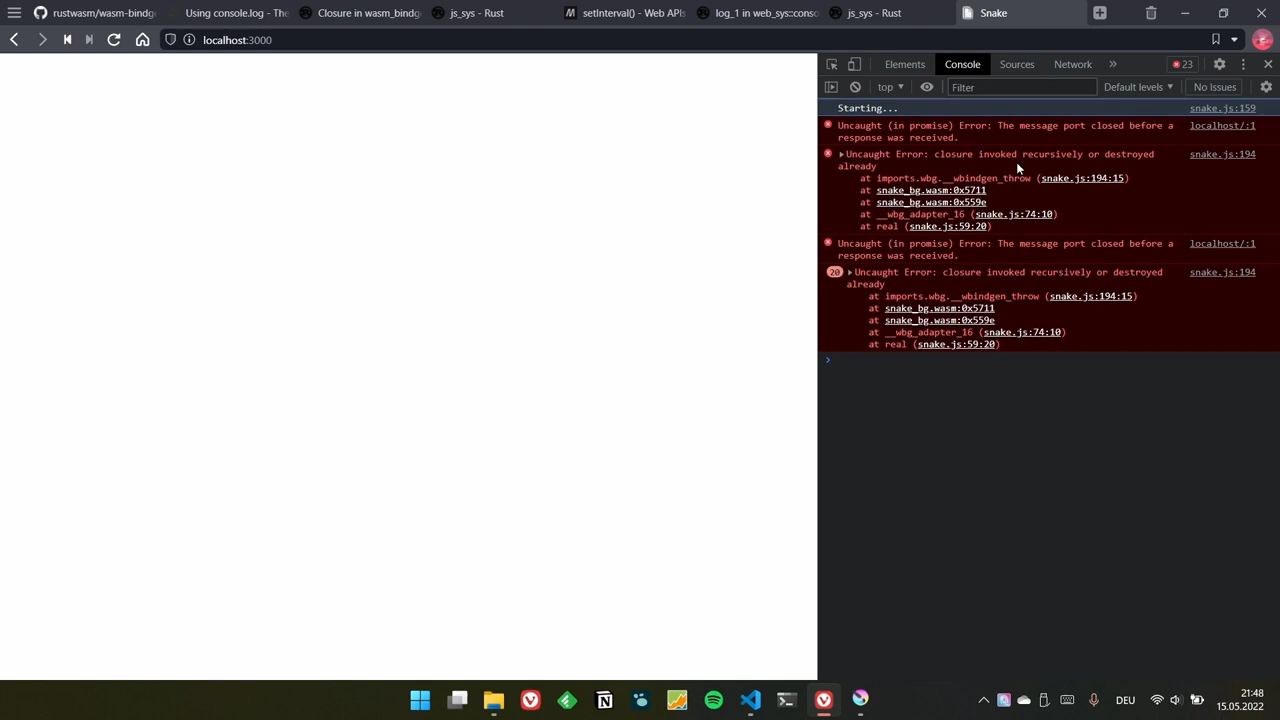 rustwasm/wasm-bindg
Using console.log - The
Closure in wasm_bindg
js_sys - Rust
setInterval() - Web APIs
log_1 in web_sys::conso
js_sys - Rust
Snake
localhost:3000
Elements
Console
Sources
Network
»
23
top
Filter
Default levels
No Issues
Starting...
snake.js:159
Uncaught (in promise) Error: The message port closed before a
localhost/:1
response was received.
Uncaught Error: closure invoked recursively or destroyed
snake.js:194
already
at imports.wbg.__wbindgen_throw (snake.js:194:15)
at snake_bg.wasm:0x5711
at snake_bg.wasm:0x559e
at __wbg_adapter_16 (snake.js:74:10)
at real (snake.js:59:20)
Uncaught (in promise) Error: The message port closed before a
localhost/:1
response was received.
20
Uncaught Error: closure invoked recursively or destroyed
snake.js:194
already
at imports.wbg.__wbindgen_throw (snake.js:194:15)
at snake_bg.wasm:0x5711
at snake_bg.wasm:0x559e
at __wbg_adapter_16 (snake.js:74:10)
at real (snake.js:59:20)
DEU
21:48
15.05.2022